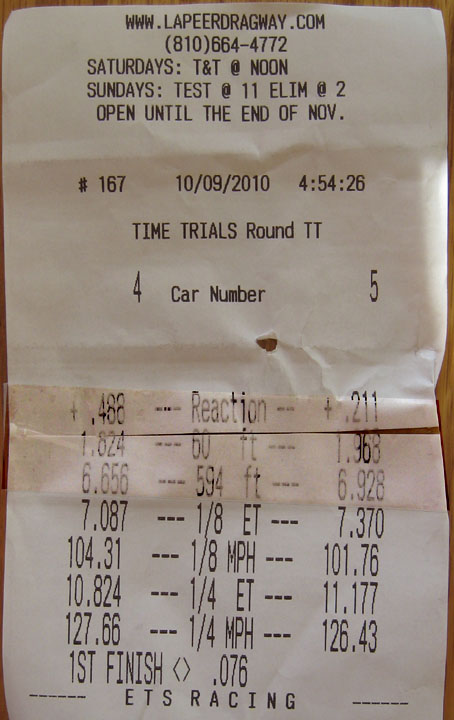 WWW.LAPEERDRAGWAY.COM
(810)664-4772
SATURDAYS: T&T @ NOON
SUNDAYS: TEST @ 11 ELIM @ 2
OPEN UNTIL THE END OF NOV.
# 167 10/09/2010 4:54:26
TIME TRIALS Round TT
4 Car Number 5
+ .488 --- Reaction --- + .211
1.824 --- 60 ft --- 1.968
6.656 --- 594 ft --- 6.928
7.087 --- 1/8 ET --- 7.370
104.31 --- 1/8 MPH --- 101.76
10.824 --- 1/4 ET --- 11.177
127.66 --- 1/4 MPH --- 126.43
1ST FINISH <> .076
------ ETS RACING ------